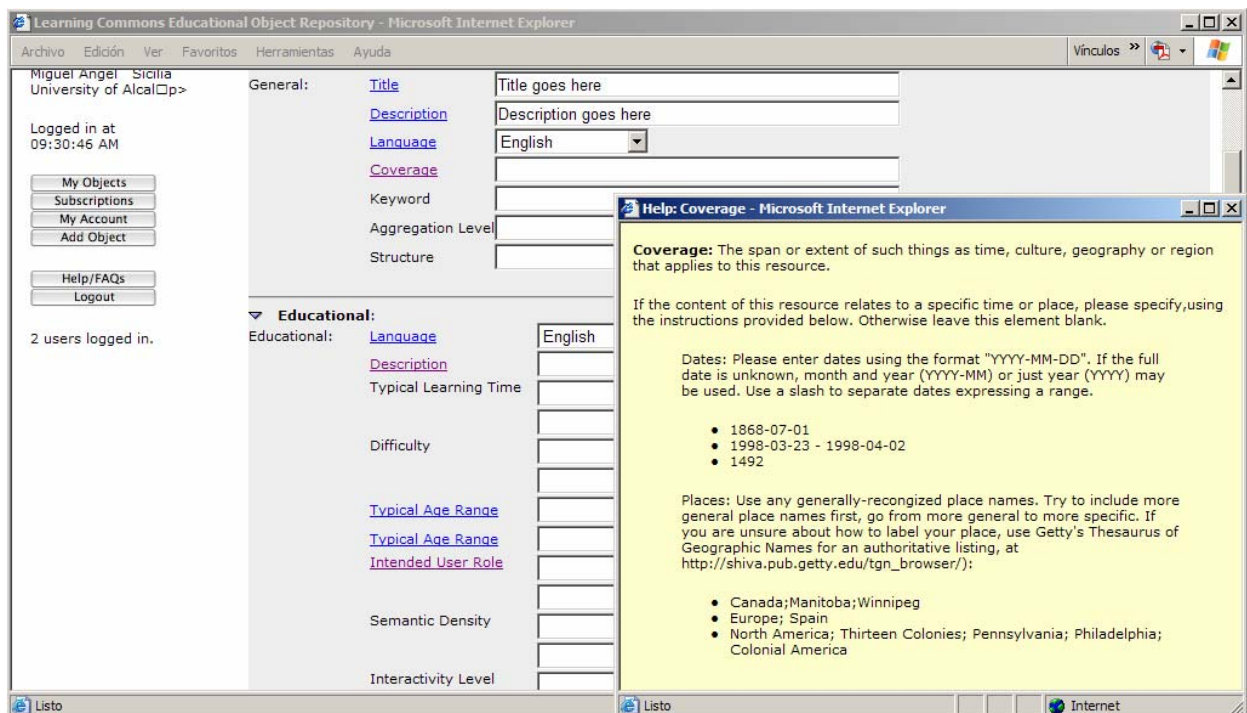 Learning Commons Educational Object Repository - Microsoft Internet Explorer
Archivo Edición Ver Favoritos Herramientas Ayuda
Vínculos »
Miguel Angel Sicilia
University of Alcal□p>
Logged in at
09:30:46 AM
My Objects
Subscriptions
My Account
Add Object
Help/FAQs
Logout
2 users logged in.
General:
Title
Title goes here
Description
Description goes here
Language
English
Coverage
Keyword
Aggregation Level
Structure
Educational:
Educational:
Language
English
Description
Typical Learning Time
Difficulty
Typical Age Range
Typical Age Range
Intended User Role
Semantic Density
Interactivity Level
Listo
Help: Coverage - Microsoft Internet Explorer
Coverage: The span or extent of such things as time, culture, geography or region
that applies to this resource.
If the content of this resource relates to a specific time or place, please specify,using
the instructions provided below. Otherwise leave this element blank.
Dates: Please enter dates using the format "YYYY-MM-DD". If the full
date is unknown, month and year (YYYY-MM) or just year (YYYY) may
be used. Use a slash to separate dates expressing a range.
• 1868-07-01
• 1998-03-23 - 1998-04-02
• 1492
Places: Use any generally-recongized place names. Try to include more
general place names first, go from more general to more specific. If
you are unsure about how to label your place, use Getty's Thesaurus of
Geographic Names for an authoritative listing, at
http://shiva.pub.getty.edu/tgn_browser/):
• Canada;Manitoba;Winnipeg
• Europe; Spain
• North America; Thirteen Colonies; Pennsylvania; Philadelphia;
Colonial America
Listo
Internet